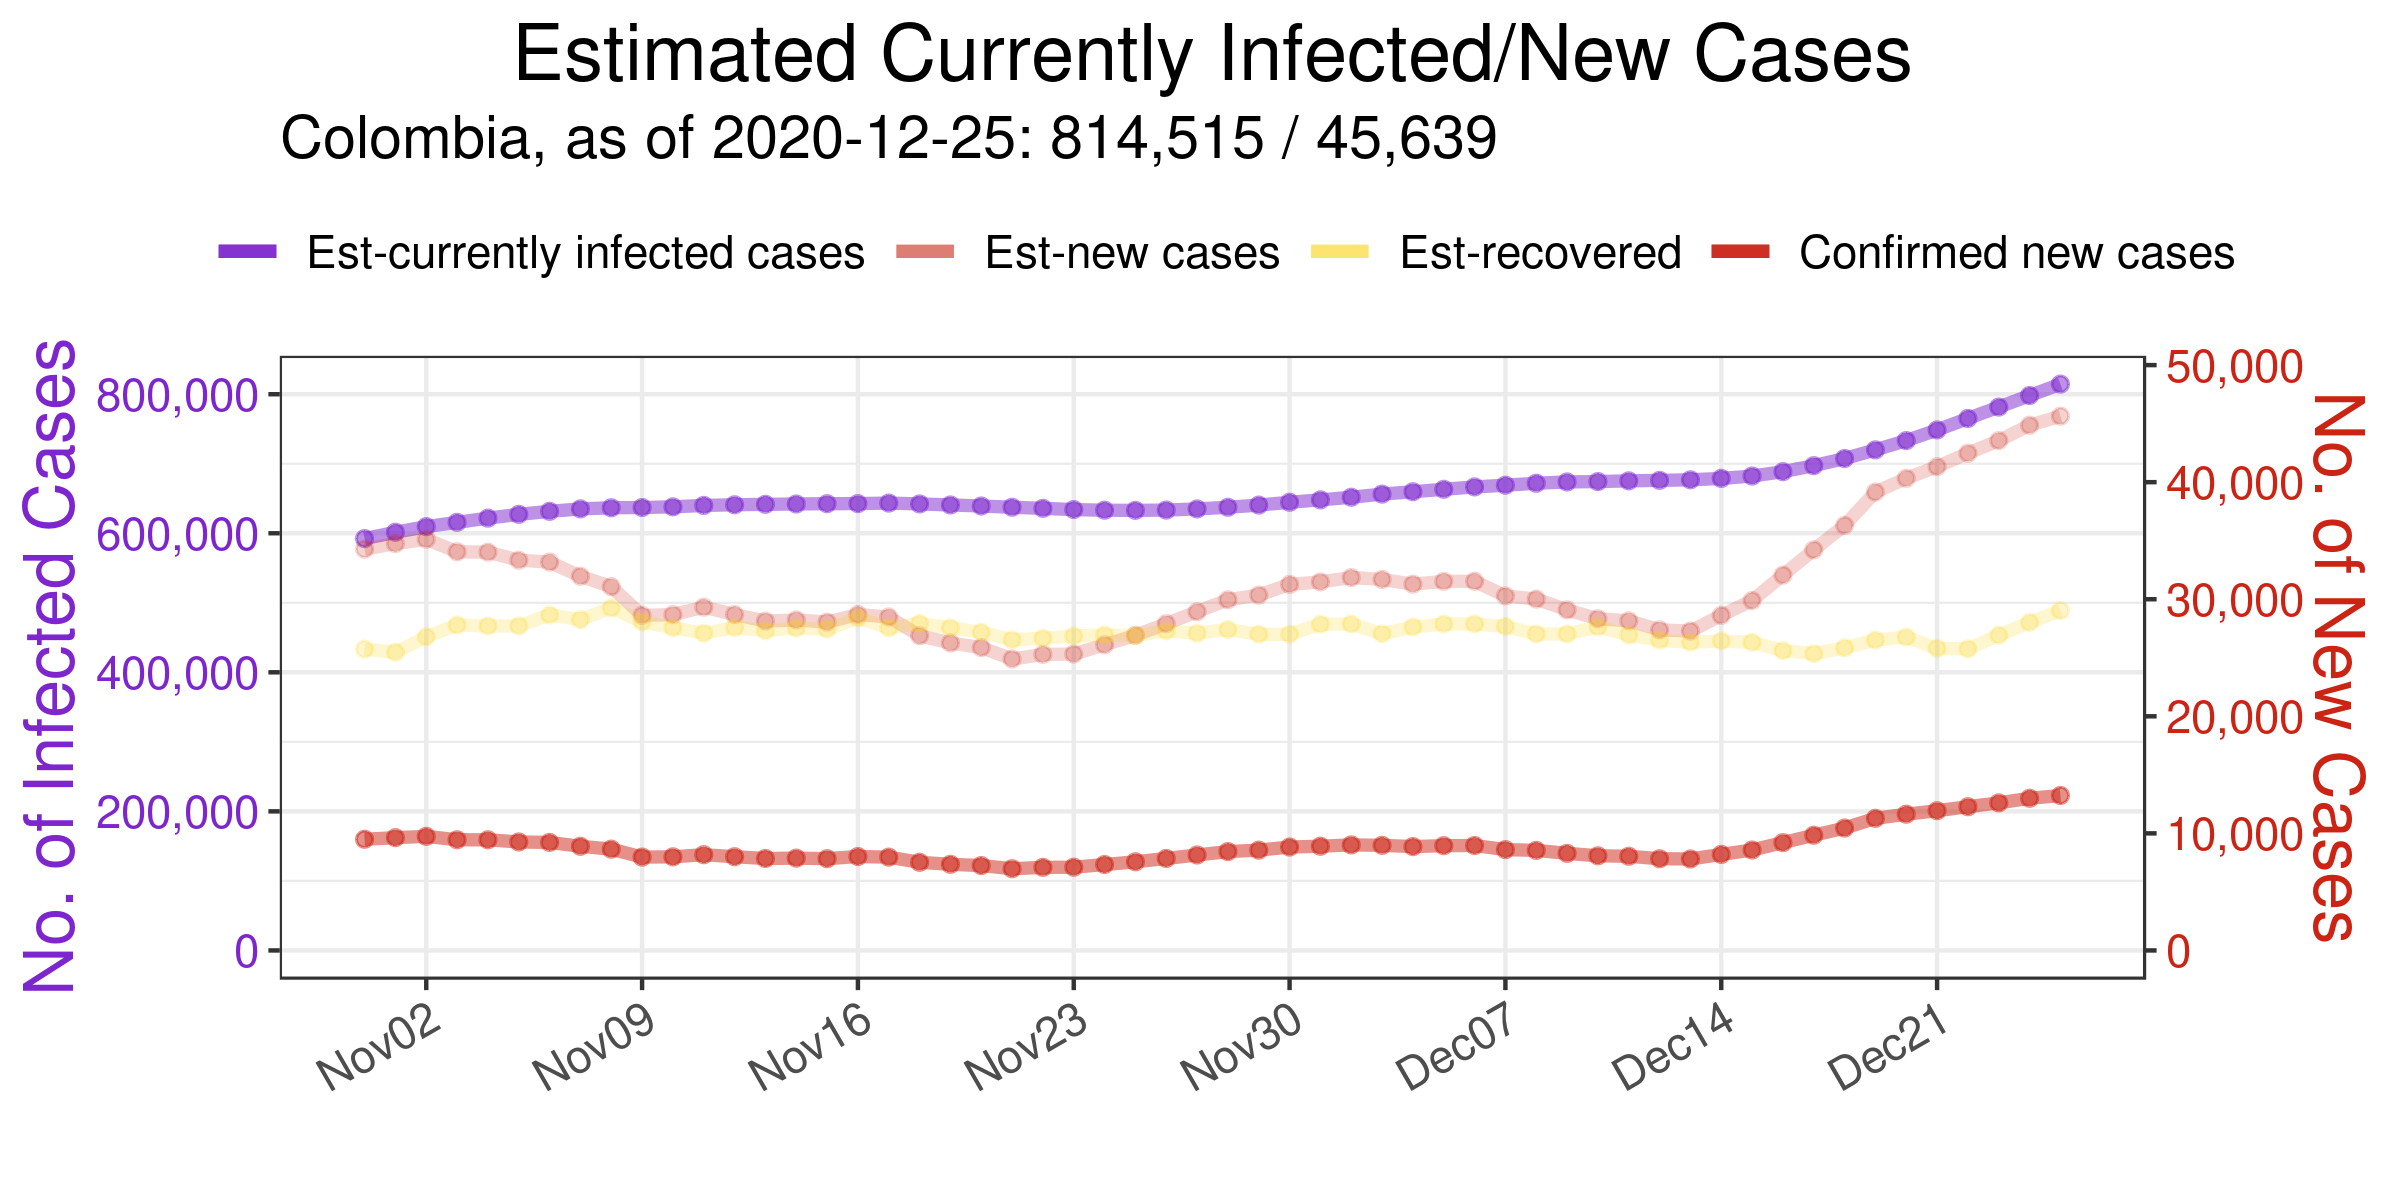 Estimated Currently Infected/New Cases
Colombia, as of 2020-12-25: 814,515 / 45,639
Est-currently infected cases Est-new cases Est-recovered Confirmed new cases
No. of Infected Cases
800,000
600,000
400,000
200,000
0
50,000
40,000
30,000
20,000
10,000
0
No. of New Cases
Nov02 Nov09 Nov16 Nov23 Nov30 Dec07 Dec14 Dec21